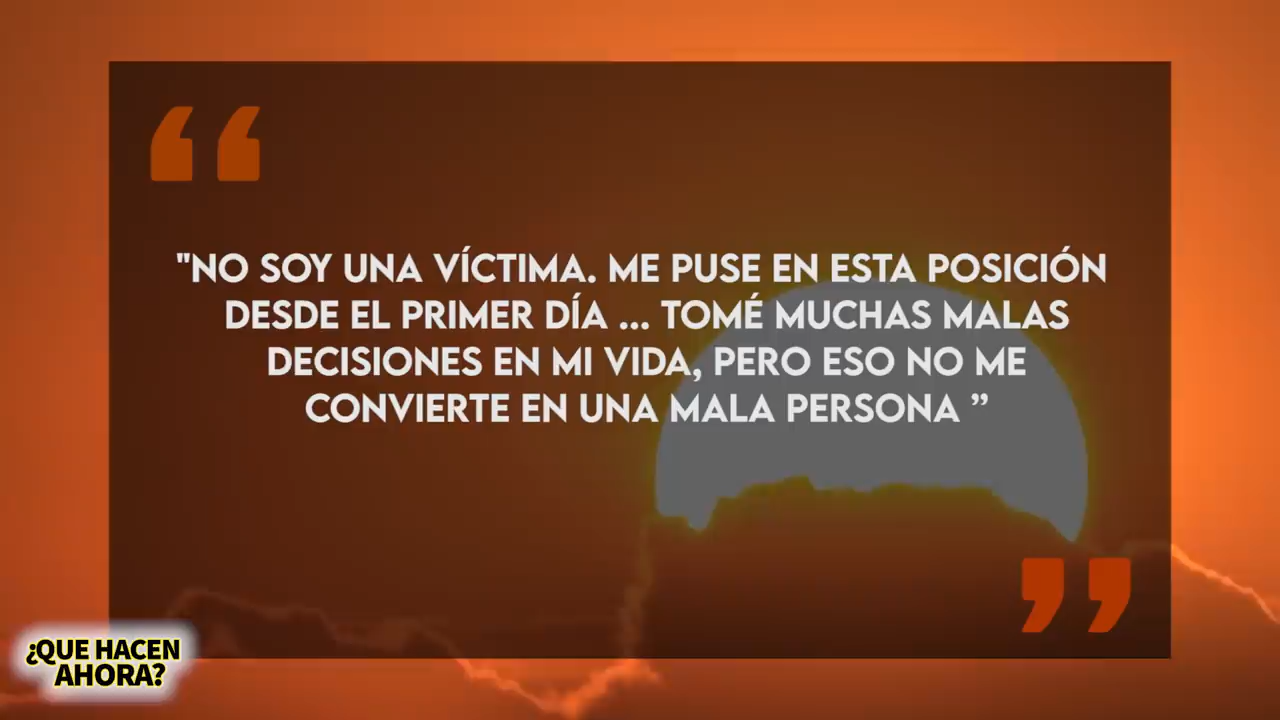 "NO SOY UNA VÍCTIMA. ME PUSE EN ESTA POSICIÓN
DESDE EL PRIMER DÍA ... TOMÉ MUCHAS MALAS
DECISIONES EN MI VIDA, PERO ESO NO ME
CONVIERTE EN UNA MALA PERSONA ”
¿QUE HACEN
AHORA?